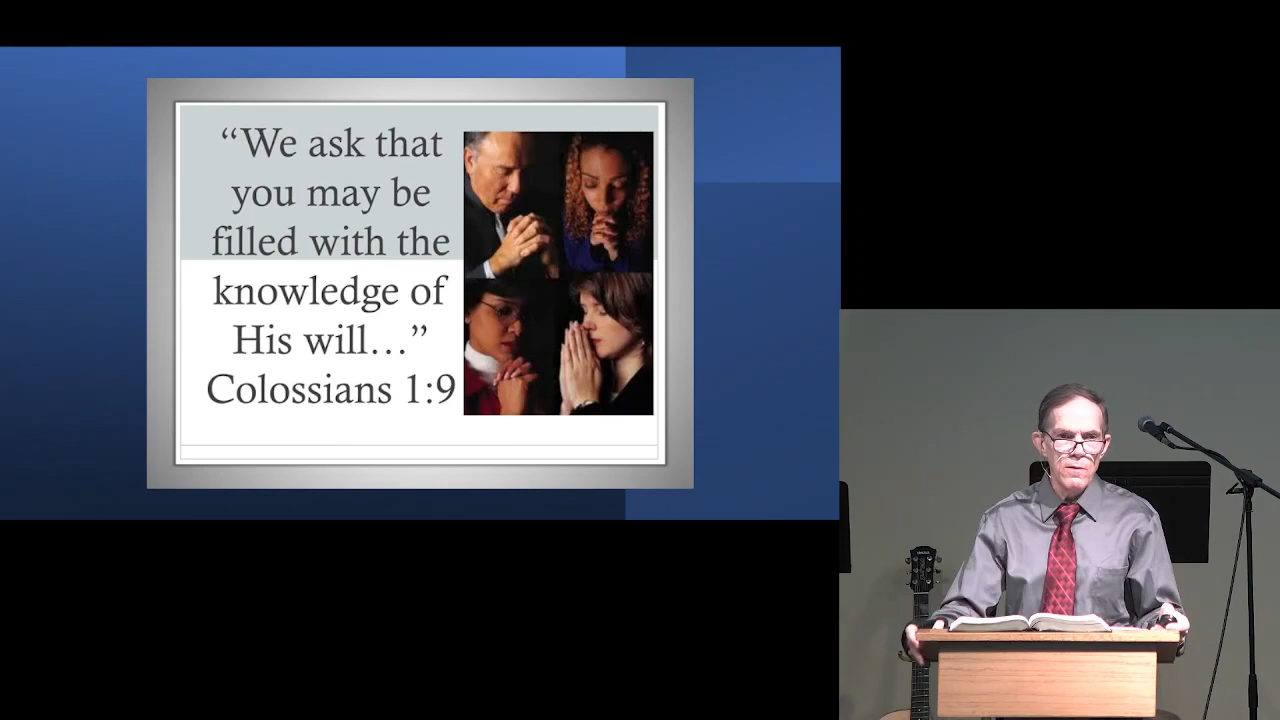 “We ask that
you may be
filled with the
knowledge of
His will…”
Colossians 1:9